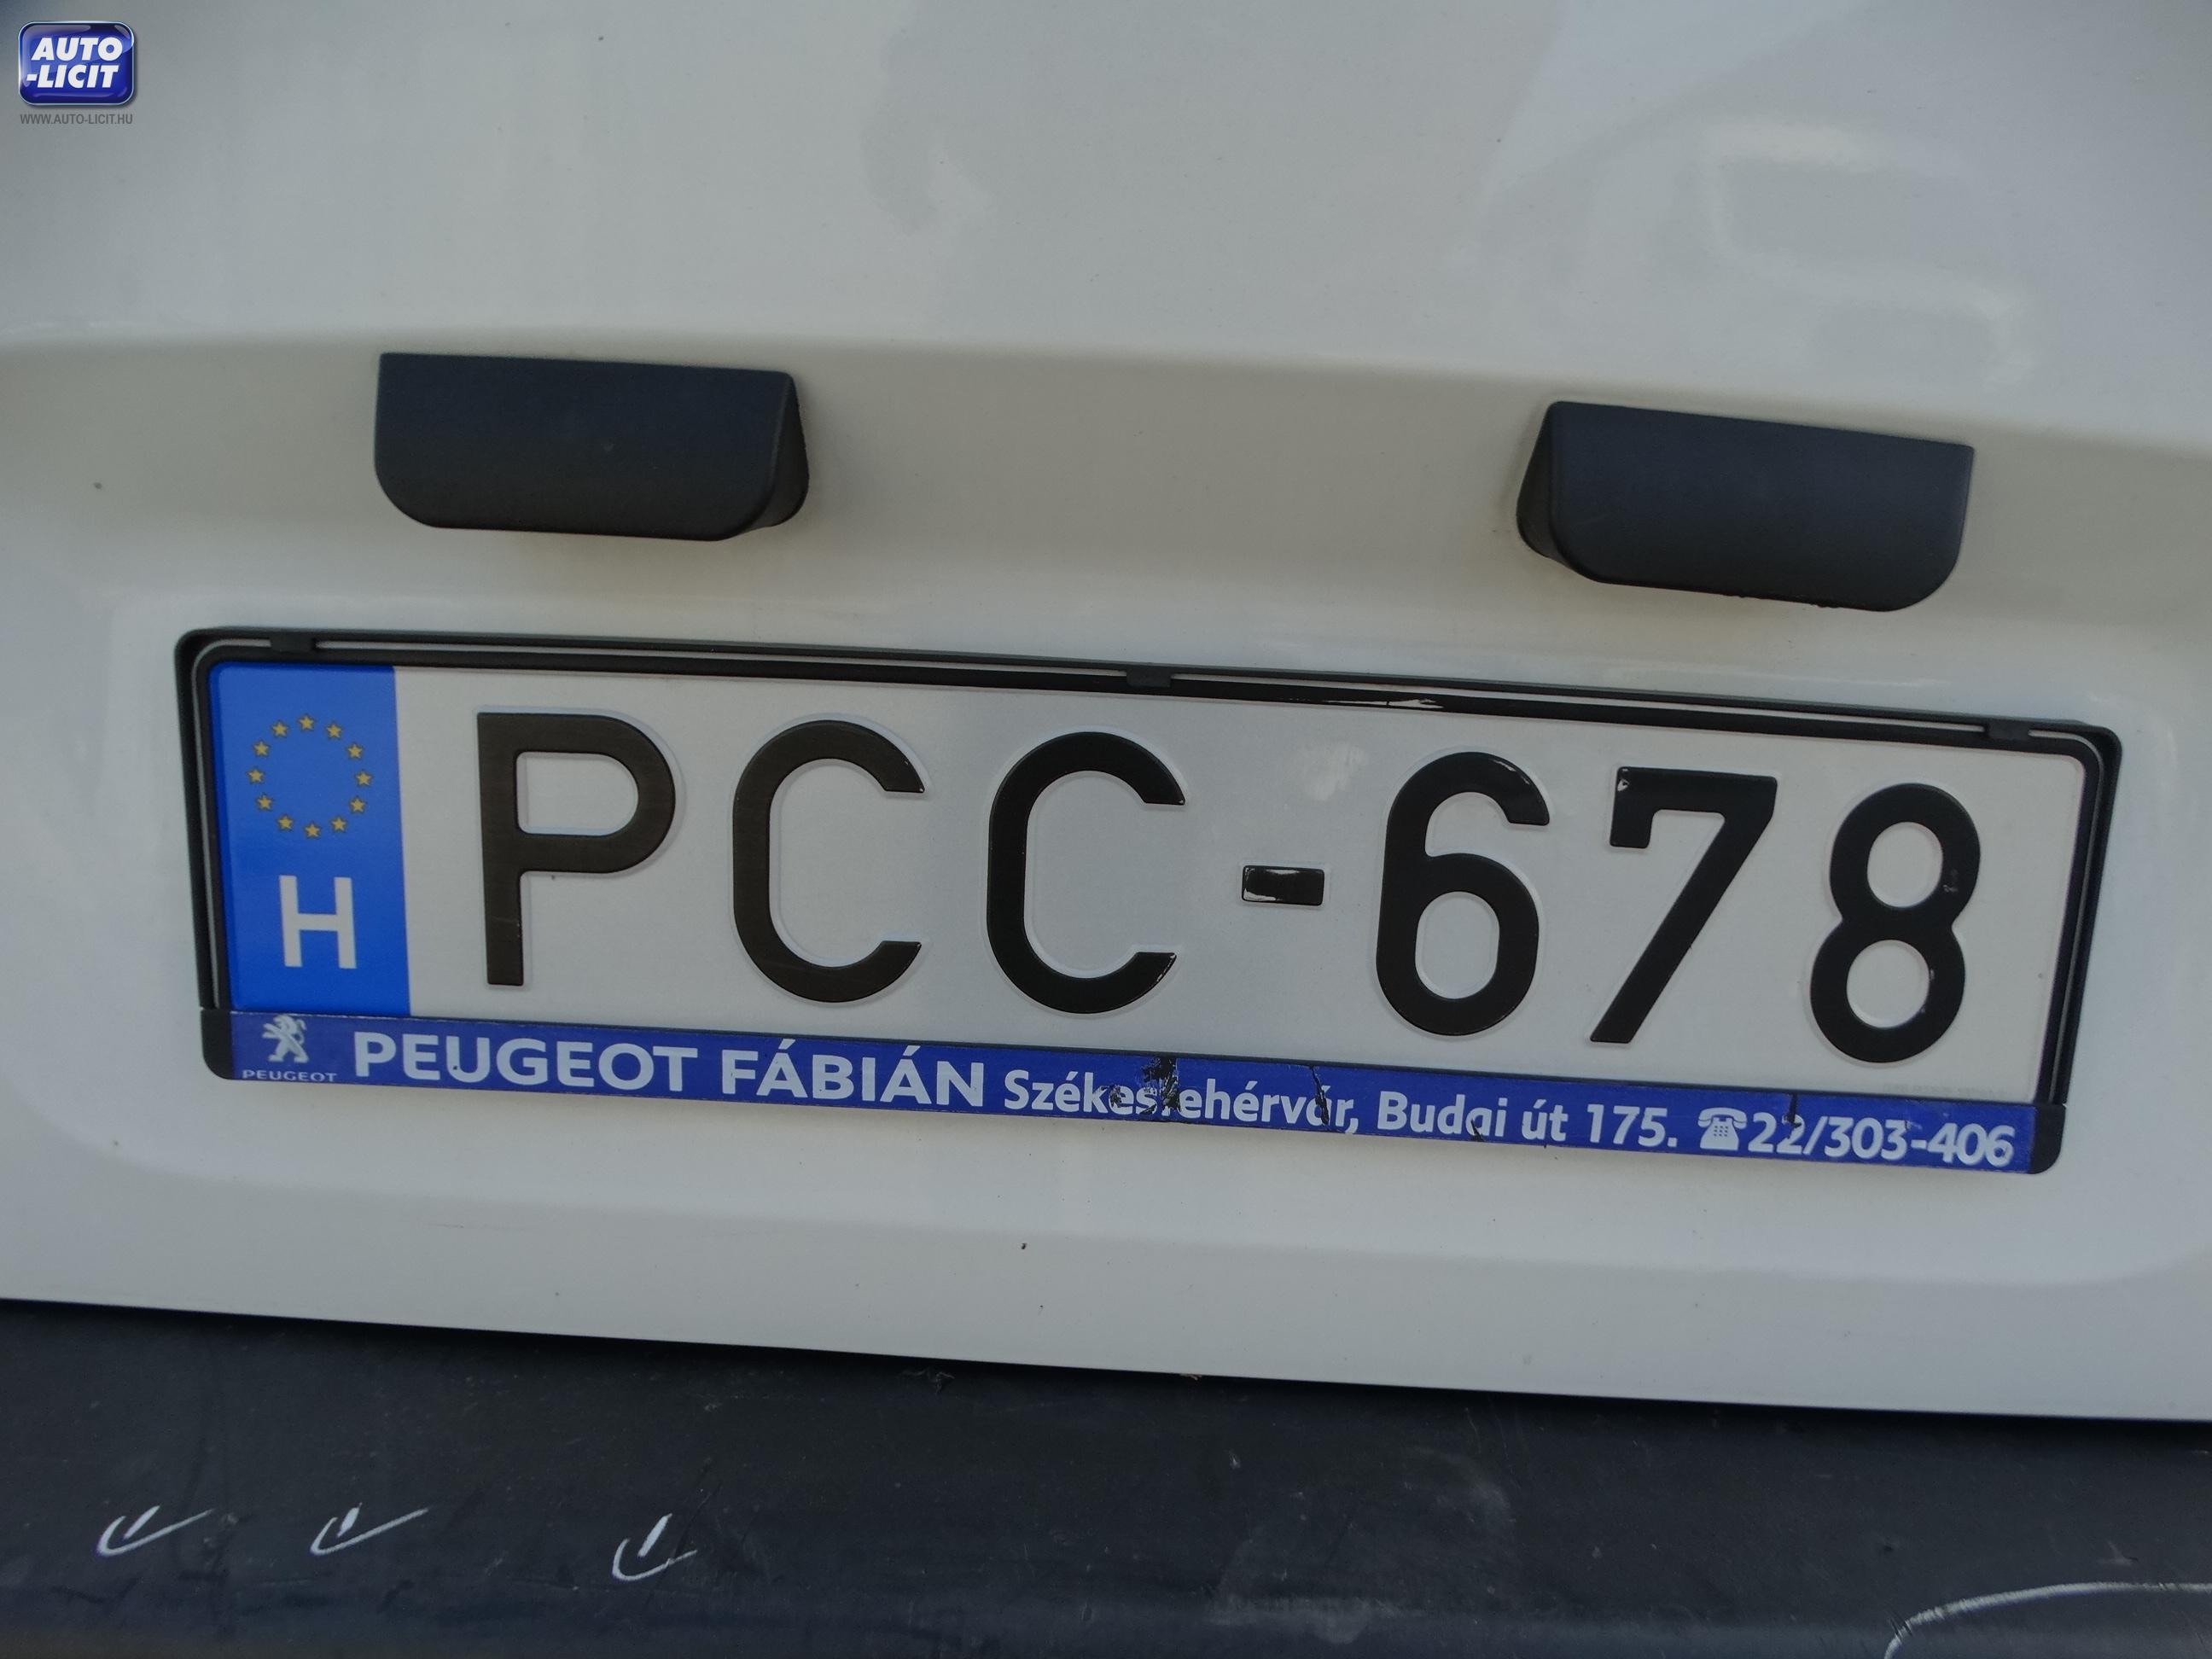 AUTO
-LICIT
WWW.AUTO-LICIT.HU
H PCC-678
PEUGEOT PEUGEOT FÁBIÁN Székesfehérvár, Budai út 175. ☎22/303-406